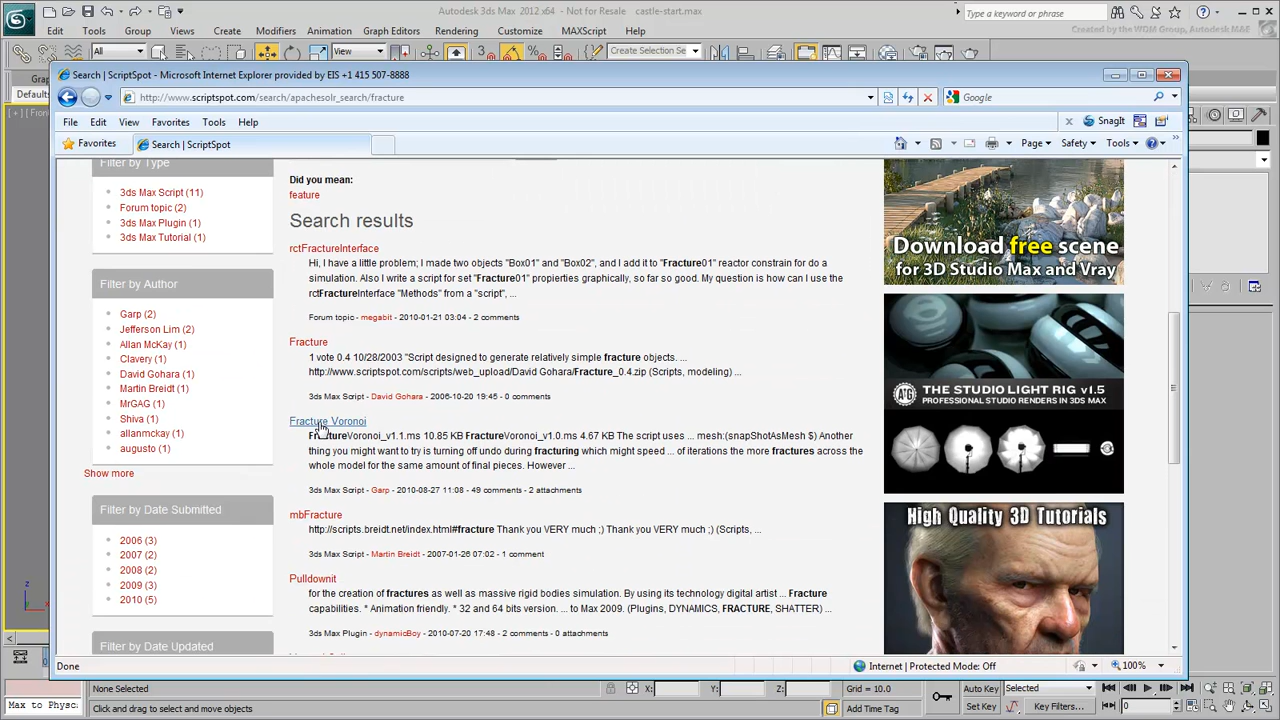 Autodesk 3ds Max 2012 x64 - Not for Resale castle-start.max
Type a keyword or phrase
Edit Tools Group Views Create Modifiers Animation Graph Editors Rendering Customize MAXScript Help
Created by the WGM Group, Autodesk M&E
All View Create Selection Se
Search | ScriptSpot - Microsoft Internet Explorer provided by EIS +1 415 507-8888
http://www.scriptspot.com/search/apachesolr_search/fracture
Google
File Edit View Favorites Tools Help
SnagIt
Favorites Search | ScriptSpot
Page Safety Tools
Filter by Type
3ds Max Script (11)
Forum topic (2)
3ds Max Plugin (1)
3ds Max Tutorial (1)
Filter by Author
Garp (2)
Jefferson Lim (2)
Allan McKay (1)
Clavery (1)
David Gohara (1)
Martin Breidt (1)
MrGAG (1)
Shiva (1)
allanmckay (1)
augusto (1)
Show more
Filter by Date Submitted
2006 (3)
2007 (2)
2008 (2)
2009 (3)
2010 (5)
Filter by Date Updated
Did you mean:
feature
Search results
rctFractureInterface
Hi, I have a little problem, I made two objects "Box01" and "Box02", and I add it to "Fracture01" reactor constrain for do a
simulation. Also I write a script for set "Fracture01" propierties graphically, so far so good. My question is how can I use the
rctFractureInterface "Methods" from a "script", ...
Forum topic - megabit - 2010-01-21 03:04 - 2 comments
Fracture
1 vote 0.4 10/28/2003 "Script designed to generate relatively simple fracture objects. ...
http://www.scriptspot.com/scripts/web_upload/David Gohara/Fracture_0.4.zip (Scripts, modeling) ...
3ds Max Script - David Gohara - 2006-10-20 19:46 - 0 comments
Fracture Voronoi
FractureVoronoi_v1.1.ms 10.85 KB FractureVoronoi_v1.0.ms 4.67 KB The script uses ... mesh:(snapShotAsMesh $) Another
thing you might want to try is turning off undo during fracturing which might speed ... of iterations the more fractures across the
whole model for the same amount of final pieces. However ...
3ds Max Script - Garp - 2010-08-27 11:08 - 49 comments - 2 attachments
mbFracture
http://scripts.breidt.net/index.html#fracture Thank you VERY much ;) Thank you VERY much ;) (Scripts, ...
3ds Max Script - Martin Breidt - 2007-01-26 07:02 - 1 comment
Pulldownit
for the creation of fractures as well as massive rigid bodies simulation. By using its technology digital artist ... Fracture
capabilities. * Animation friendly. * 32 and 64 bits version. ... to Max 2009. (Plugins, DYNAMICS, FRACTURE, SHATTER) ...
3ds Max Plugin - dynamicBoy - 2010-07-20 17:48 - 2 comments - 0 attachments
Download free scene
for 3D Studio Max and Vray
THE STUDIO LIGHT RIG v1.5
PROFESSIONAL STUDIO RENDERS IN 3DS MAX
High Quality 3D Tutorials
Done Internet | Protected Mode: Off 100%
None Selected X: Y: Z: Grid = 10.0 Auto Key Selected
Max to Physc Click and drag to select and move objects Add Time Tag Set Key Key Filters... 0